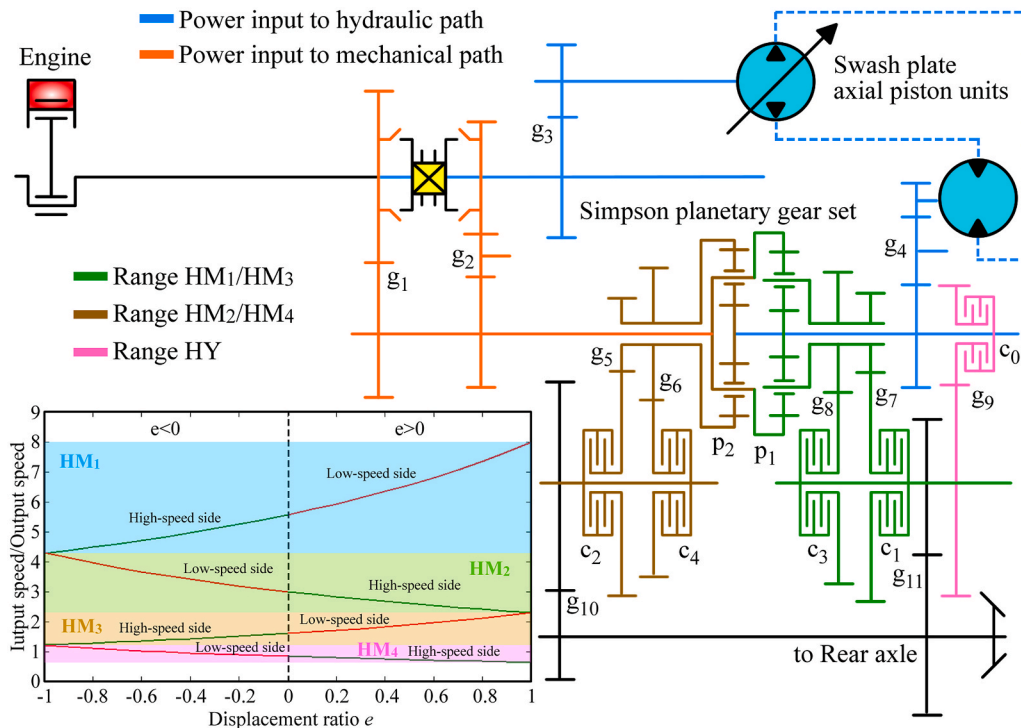 Power input to hydraulic path
Power input to mechanical path
Engine
Swash plate
axial piston units
g3
Simpson planetary gear set
g4
g2
g1
Range HM1/HM3
Range HM2/HM4
Range HY
c0
g5
g6
g8
g7
g9
p2
p1
c2
c4
c3
c1
g11
g10
to Rear axle
9
8
7
6
5
4
3
2
1
0
Iutput speed/Output speed
e<0
e>0
HM1
Low-speed side
High-speed side
Low-speed side
HM2
High-speed side
HM3
High-speed side
Low-speed side
Low-speed side
HM4
High-speed side
-1 -0.8 -0.6 -0.4 -0.2 0 0.2 0.4 0.6 0.8 1
Displacement ratio e